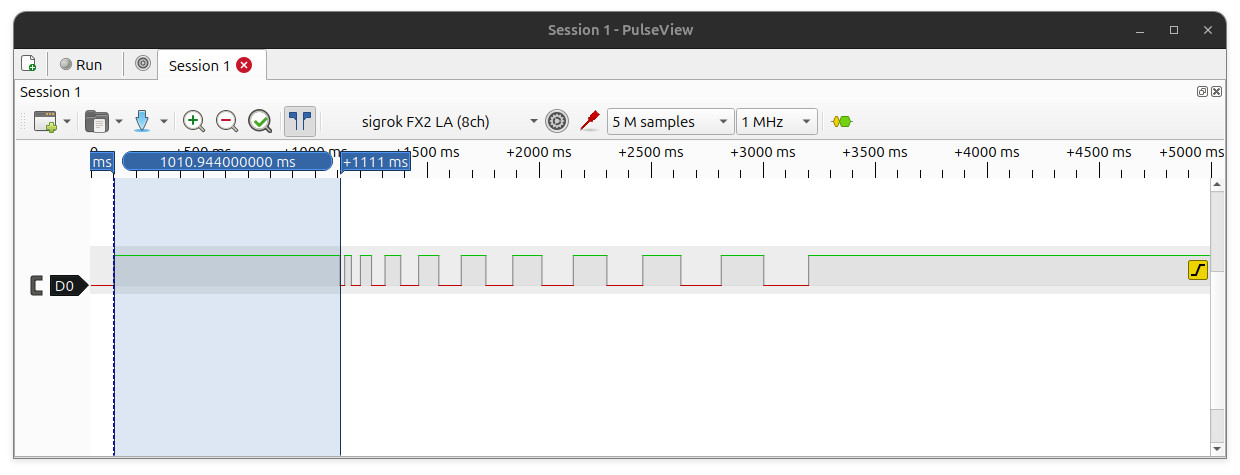 Session 1 - PulseView
Run
Session 1
Session 1
sigrok FX2 LA (8ch)
5 M samples
1 MHz
0 +500 ms +1000 ms +1500 ms +2000 ms +2500 ms +3000 ms +3500 ms +4000 ms +4500 ms +5000 ms
ms 1010.944000000 ms +1111 ms
D0